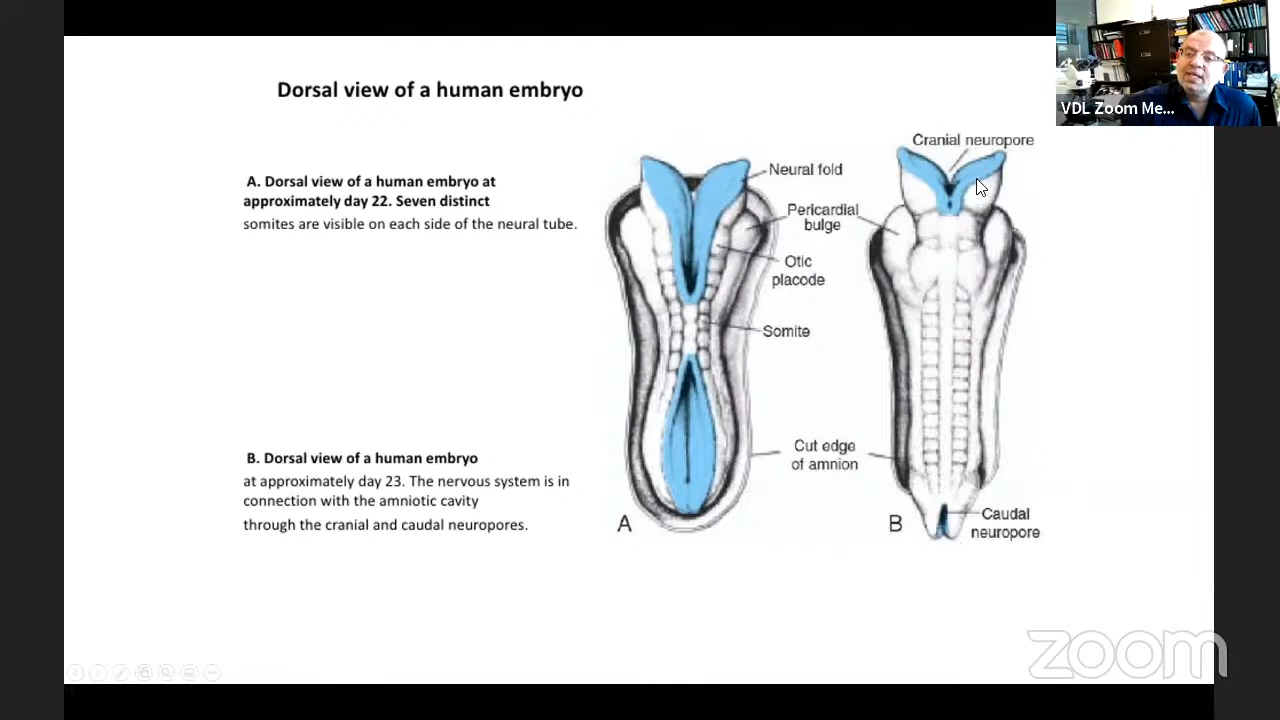 Dorsal view of a human embryo
A. Dorsal view of a human embryo at
approximately day 22. Seven distinct
somites are visible on each side of the neural tube.
B. Dorsal view of a human embryo
at approximately day 23. The nervous system is in
connection with the amniotic cavity
through the cranial and caudal neuropores.
Neural fold
Pericardial
bulge
Otic
placode
Somite
Cut edge
of amnion
A
Cranial neuropore
B
Caudal
neuropore
VDL Zoom Me...
zoom